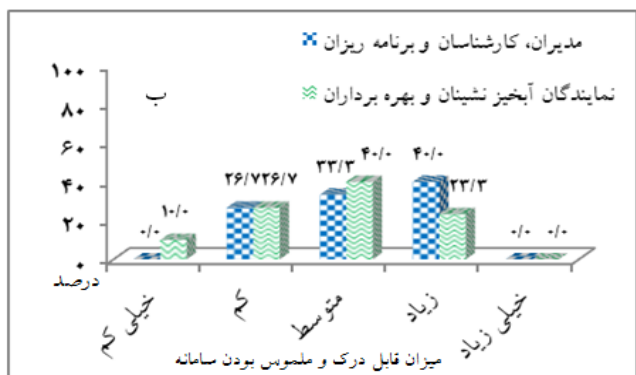 مدیران، کارشناسان و برنامه ریزان
نمایندگان آبخیز نشینان و بهره برداران
ب
۱۰۰
۸۰
۶۰
۴۰
۲۰
۰
درصد
۰/۰ ۱۰/۰
۲۶/۷ ۲۶/۷
۳۳/۳ ۴۰/۰
۴۰/۰ ۲۳/۳
۰/۰ ۰/۰
خیلی کم
کم
متوسط
زیاد
خیلی زیاد
میزان قابل درک و ملموس بودن سامانه